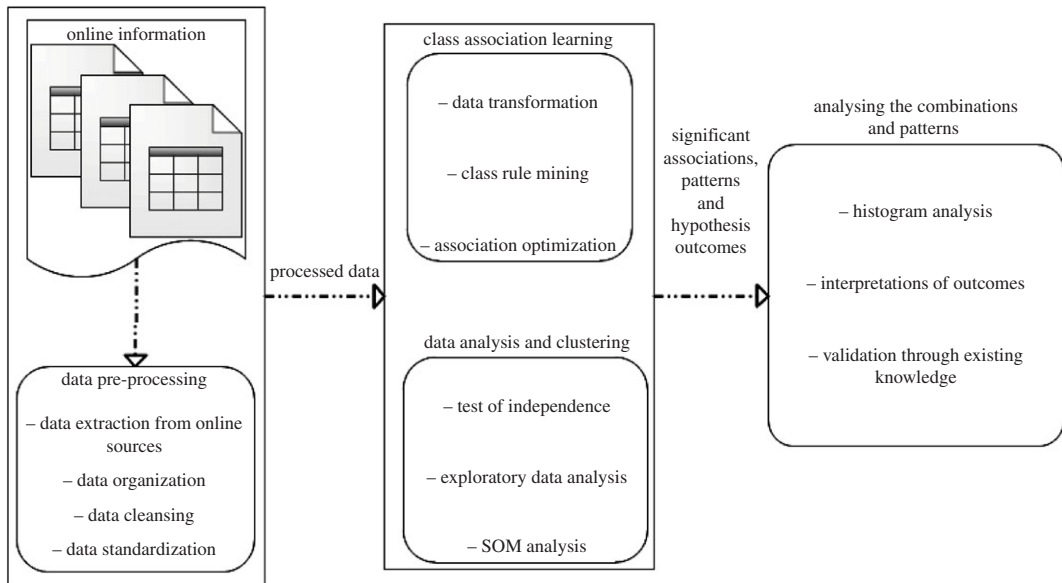 online information
data pre-processing
– data extraction from online
sources
– data organization
– data cleansing
– data standardization
processed data
class association learning
– data transformation
– class rule mining
– association optimization
data analysis and clustering
– test of independence
– exploratory data analysis
– SOM analysis
significant
associations,
patterns
and
hypothesis
outcomes
analysing the combinations
and patterns
– histogram analysis
– interpretations of outcomes
– validation through existing
knowledge